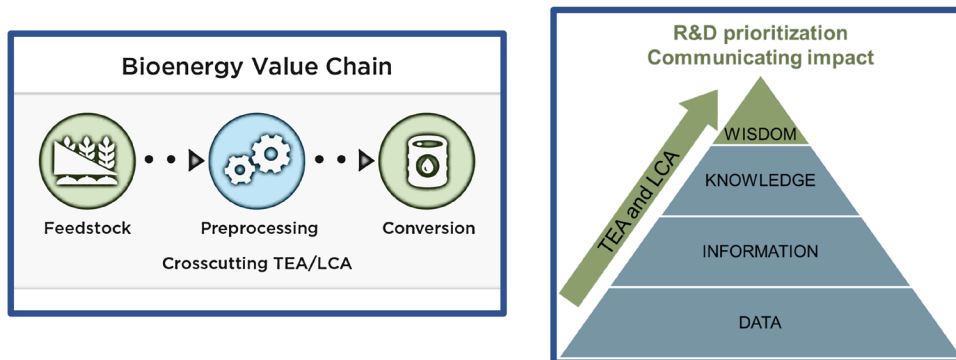 Bioenergy Value Chain
Feedstock
Preprocessing
Conversion
Crosscutting TEA/LCA
R&D prioritization
Communicating impact
TEA and LCA
WISDOM
KNOWLEDGE
INFORMATION
DATA